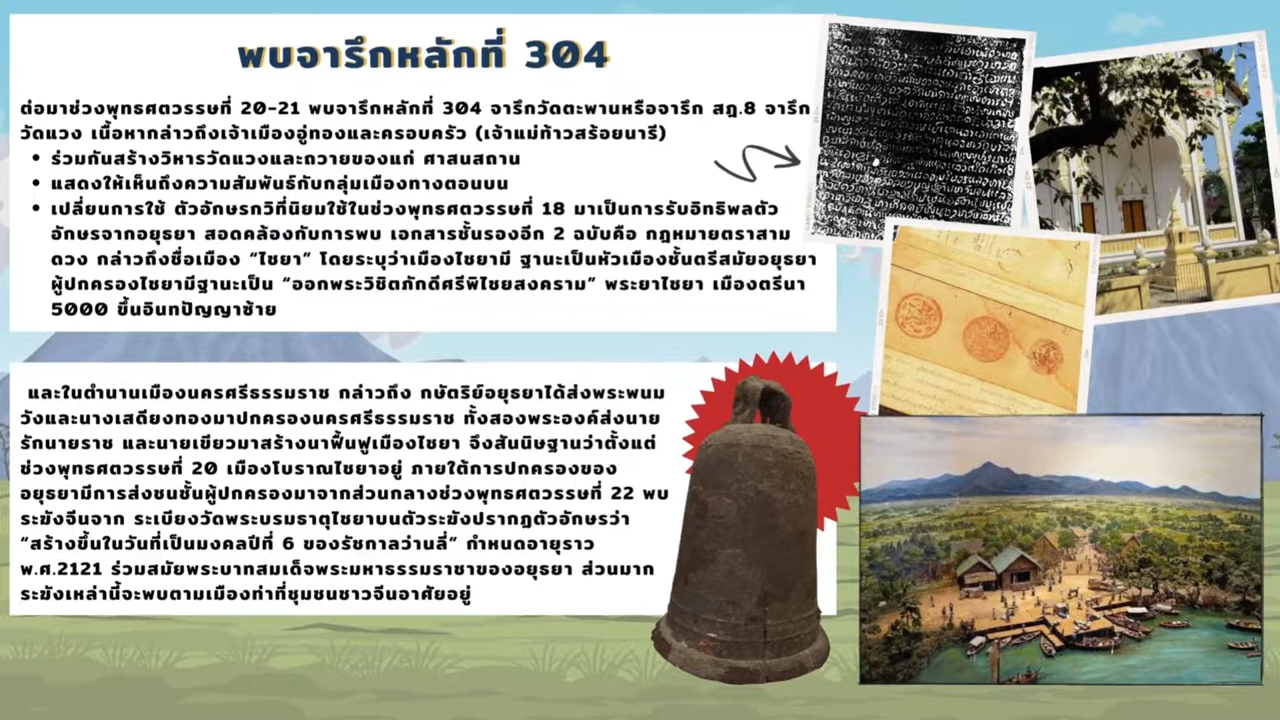 พบจารึกหลักที่ 304
ต่อมาช่วงพุทธศตวรรษที่ 20-21 พบจารึกหลักที่ 304 จารึกวัดตะพานหรือจารึก สฎ.8 จารึก
วัดแวง เนื้อหากล่าวถึงเจ้าเมืองอู่ทองและครอบครัว (เจ้าแม่ท้าวสร้อยนารี)
• ร่วมกันสร้างวิหารวัดแวงและถวายของแก่ ศาสนสถาน
• แสดงให้เห็นถึงความสัมพันธ์กับกลุ่มเมืองทางตอนบน
• เปลี่ยนการใช้ ตัวอักษรกวิที่นิยมใช้ในช่วงพุทธศตวรรษที่ 18 มาเป็นการรับอิทธิพลตัว
อักษรจากอยุธยา สอดคล้องกับการพบ เอกสารชั้นรองอีก 2 ฉบับคือ กฎหมายตราสาม
ดวง กล่าวถึงชื่อเมือง “ไชยา” โดยระบุว่าเมืองไชยามี ฐานะเป็นหัวเมืองชั้นตรีสมัยอยุธยา
ผู้ปกครองไชยามีฐานะเป็น “ออกพระวิชิตภักดีศรีพิไชยสงคราม” พระยาไชยา เมืองตรีนา
5000 ขึ้นอินทปัญญาซ้าย
และในตำนานเมืองนครศรีธรรมราช กล่าวถึง กษัตริย์อยุธยาได้ส่งพระพนม
วังและนางเสดียงทองมาปกครองนครศรีธรรมราช ทั้งสองพระองค์ส่งนาย
รักนายราช และนายเขียวมาสร้างนาฟื้นฟูเมืองไชยา จึงสันนิษฐานว่าตั้งแต่
ช่วงพุทธศตวรรษที่ 20 เมืองโบราณไชยาอยู่ ภายใต้การปกครองของ
อยุธยามีการส่งชนชั้นผู้ปกครองมาจากส่วนกลางช่วงพุทธศตวรรษที่ 22 พบ
ระฆังจีนจาก ระเบียงวัดพระบรมธาตุไชยาบนตัวระฆังปรากฏตัวอักษรว่า
“สร้างขึ้นในวันที่เป็นมงคลปีที่ 6 ของรัชกาลว่านลี่” กำหนดอายุราว
พ.ศ.2121 ร่วมสมัยพระบาทสมเด็จพระมหาธรรมราชาของอยุธยา ส่วนมาก
ระฆังเหล่านี้จะพบตามเมืองท่าที่ชุมชนชาวจีนอาศัยอยู่